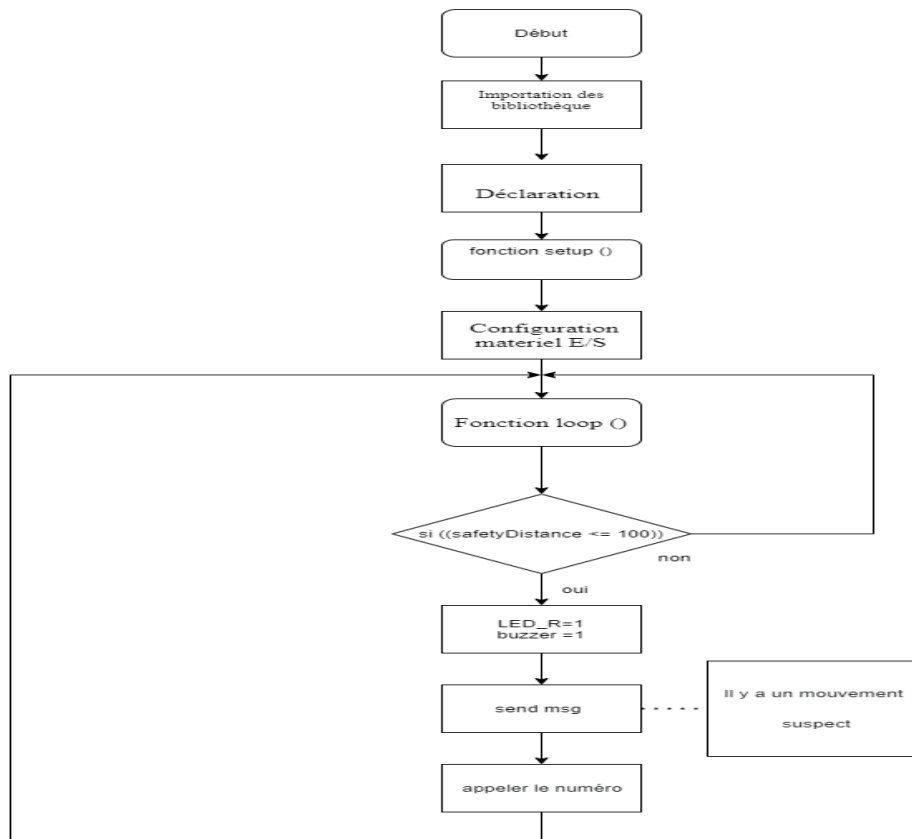 Début
Importation des
bibliothèque
Déclaration
fonction setup ()
Configuration
materiel E/S
Fonction loop ()
si ((safetyDistance <= 100))
non
oui
LED_R=1
buzzer =1
send msg
Il y a un mouvement
suspect
appeler le numéro